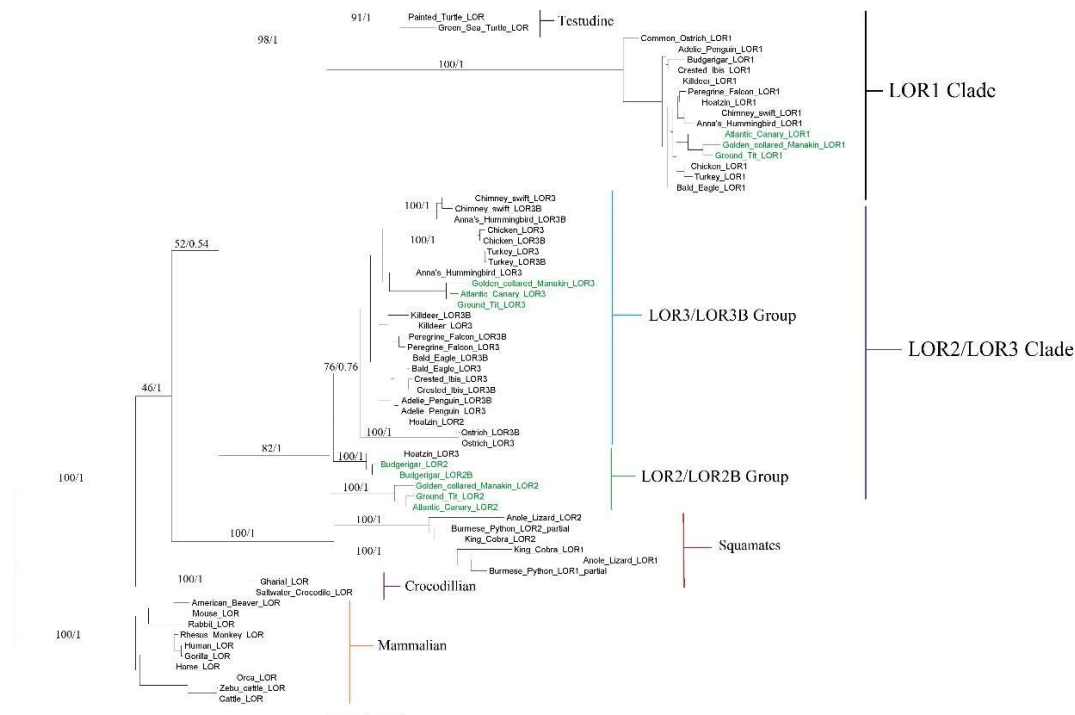 91/1
Painted_Turtle_LOR
Green_Sea_Turtle_LOR
Testudine
98/1
100/1
Common_Ostrich_LOR1
Adelie_Penguin_LOR1
Budgerigar_LOR1
Crested_Ibis_LOR1
Killdeer_LOR1
Peregrine_Falcon_LOR1
Hoatzin_LOR1
Chimney_swift_LOR1
Anna's_Hummingbird_LOR1
Atlantic_Canary_LOR1
Golden_collared_Manakin_LOR1
Ground_Tit_LOR1
Chicken_LOR1
Turkey_LOR1
Bald_Eagle_LOR1
LOR1 Clade
Chimney_swift_LOR3
100/1
Chimney_swift_LOR3B
Anna's_Hummingbird_LOR3B
Chicken_LOR3
100/1
Chicken_LOR3B
52/0.54
Turkey_LOR3
Turkey_LOR3B
Anna's_Hummingbird_LOR3
Golden_collared_Manakin_LOR3
Atlantic_Canary_LOR3
Ground_Tit_LOR3
Killdeer_LOR3B
LOR3/LOR3B Group
Killdeer_LOR3
Peregrine_Falcon_LOR3B
Peregrine_Falcon_LOR3
LOR2/LOR3 Clade
Bald_Eagle_LOR3B
76/0.76
Bald_Eagle_LOR3
Crested_Ibis_LOR3
46/1
Crested_Ibis_LOR3B
Adelie_Penguin_LOR3B
Adelie_Penguin_LOR3
Hoatzin_LOR2
100/1
Ostrich_LOR3B
Ostrich_LOR3
82/1
Hoatzin_LOR3
100/1
Budgerigar_LOR2
Budgerigar_LOR2B
100/1
LOR2/LOR2B Group
100/1
Golden_collared_Manakin_LOR2
Ground_Tit_LOR2
Atlantic_Canary_LOR2
100/1
Anole_Lizard_LOR2
Burmese_Python_LOR2_partial
100/1
King_Cobra_LOR2
100/1
King_Cobra_LOR1
Squamates
Anole_Lizard_LOR1
Burmese_Python_LOR1_partial
100/1
Gharial_LOR
Crocodillian
Saltwater_Crocodile_LOR
American_Beaver_LOR
Mouse_LOR
Rabbit_LOR
100/1
Rhesus_Monkey_LOR
Human_LOR
Mammalian
Gorilla_LOR
Horse_LOR
Orca_LOR
Zebu_cattle_LOR
Cattle_LOR